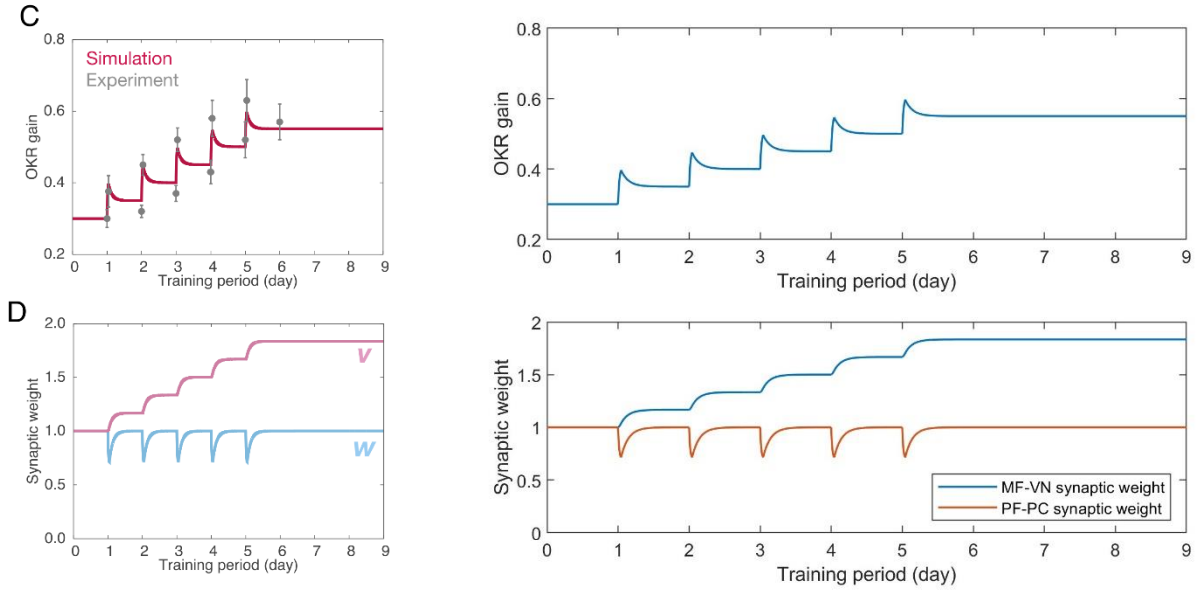 C
0.8
0.6
0.4
0.2
OKR gain
Simulation
Experiment
0 1 2 3 4 5 6 7 8 9
Training period (day)
0.8
0.6
0.4
0.2
OKR gain
0 1 2 3 4 5 6 7 8 9
Training period (day)
D
2.0
1.5
1.0
0.5
0.0
Synaptic weight
v
w
0 1 2 3 4 5 6 7 8 9
Training period (day)
2
1.5
1
0.5
0
Synaptic weight
MF-VN synaptic weight
PF-PC synaptic weight
0 1 2 3 4 5 6 7 8 9
Training period (day)